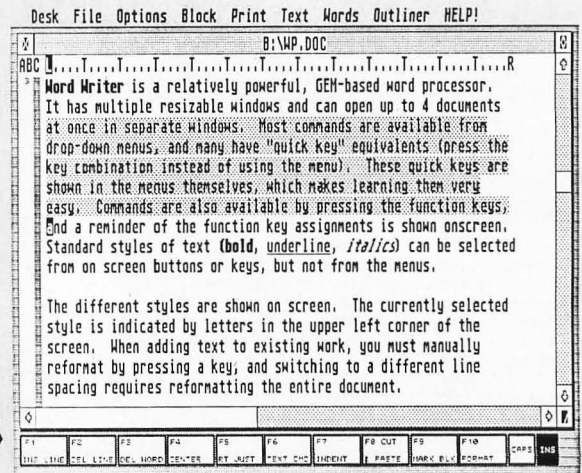 Desk File Options Block Print Text Words Outliner HELP!
B:\WP.DOC
ABC L....T....T....T....T....T....T....T....T....T....T....T....R
Word Writer is a relatively powerful, GEM-based word processor.
It has multiple resizable windows and can open up to 4 documents
at once in separate windows. Most commands are available from
drop-down menus, and many have "quick key" equivalents (press the
key combination instead of using the menu). These quick keys are
shown in the menus themselves, which makes learning them very
easy. Commands are also available by pressing the function keys,
and a reminder of the function key assignments is shown onscreen.
Standard styles of text (bold, underline, italics) can be selected
from on screen buttons or keys, but not from the menus.
The different styles are shown on screen. The currently selected
style is indicated by letters in the upper left corner of the
screen. When adding text to existing work, you must manually
reformat by pressing a key, and switching to a different line
spacing requires reformatting the entire document.
F1 F2 F3 F4 F5 F6 F7 F8 CUT F9 F10
INS LINE DEL LINE DEL WORD CENTER RT JUST TEXT INDENT & PASTE MARK BLK FORMAT CAPS INS